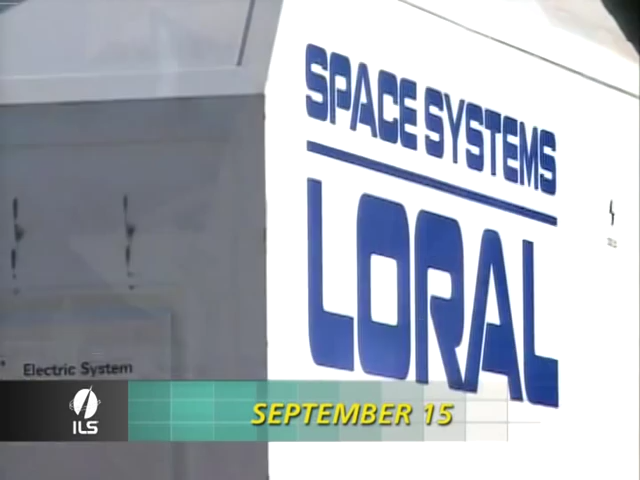 SPACE SYSTEMS
LORAL
Electric System
ILS
SEPTEMBER 15